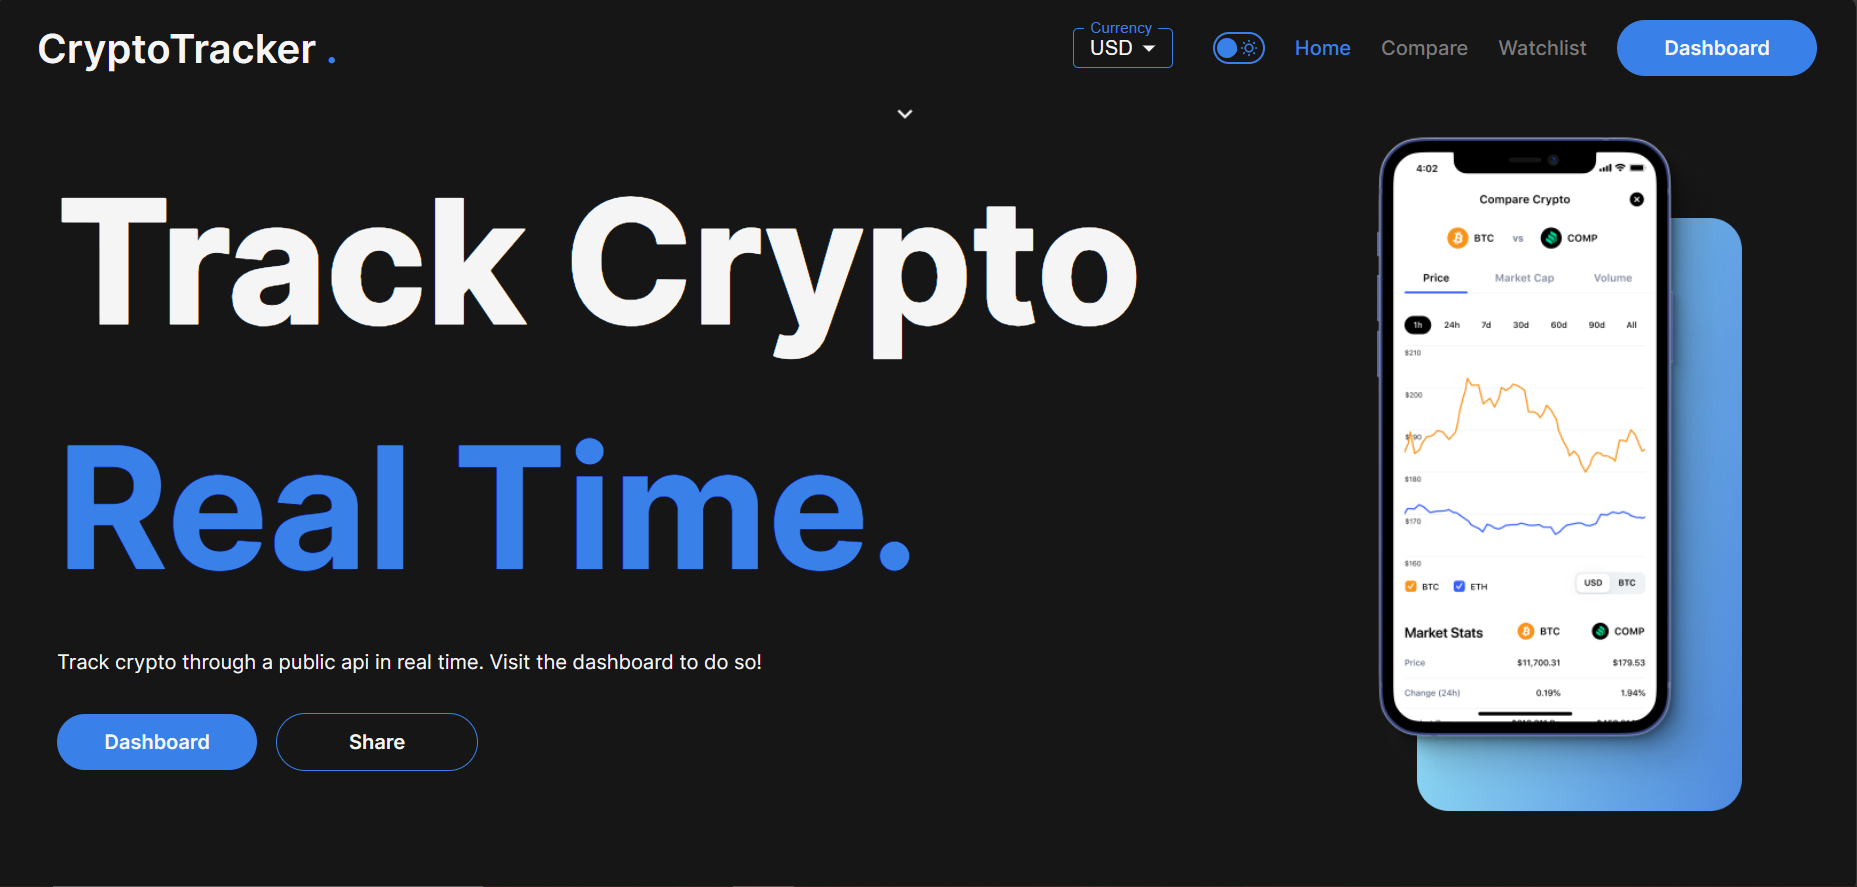 CryptoTracker .
Currency
USD
Home
Compare
Watchlist
Dashboard
Track Crypto
Real Time.
Track crypto through a public api in real time. Visit the dashboard to do so!
Dashboard
Share
4:02
Compare Crypto
BTC vs COMP
Price Market Cap Volume
1h 24h 7d 30d 60d 90d All
$210
$200
$190
$180
$170
$160
BTC ETH
USD BTC
Market Stats BTC COMP
Price $11,700.31 $179.53
Change (24h) 0.19% 1.94%